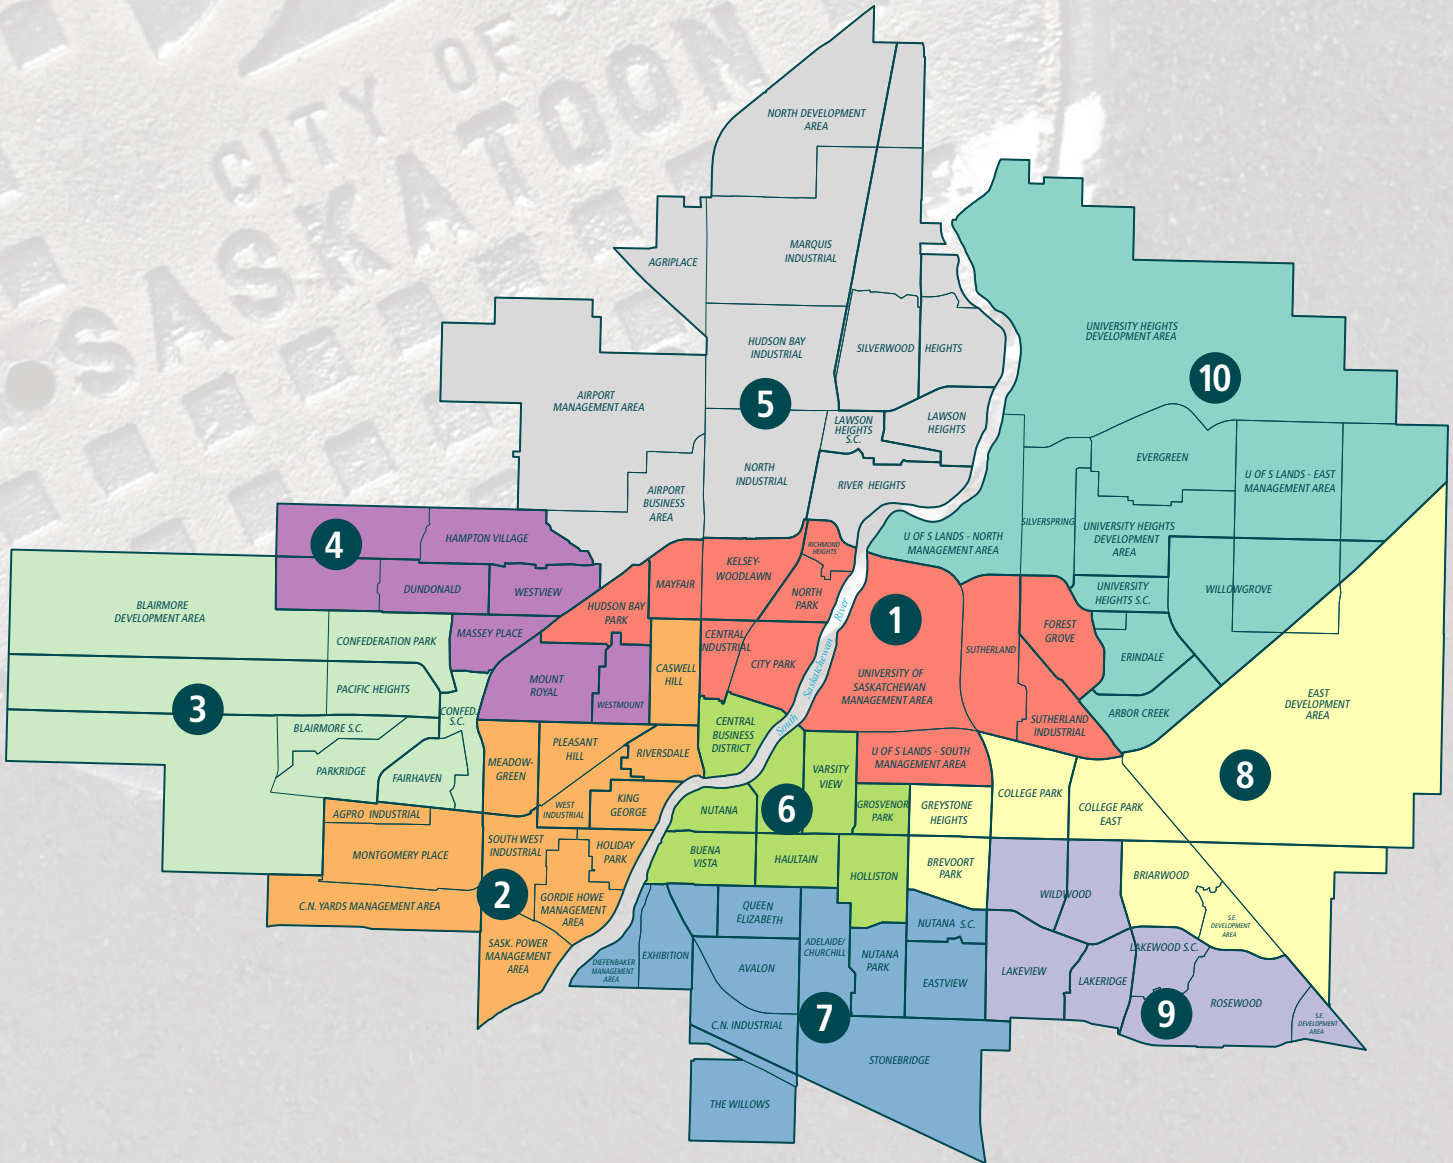 CITY OF
SASKATOON
NORTH DEVELOPMENT
AREA
MARQUIS
INDUSTRIAL
AGRIPLACE
HUDSON BAY
INDUSTRIAL
SILVERWOOD HEIGHTS
5
AIRPORT
MANAGEMENT AREA
LAWSON
HEIGHTS
S.C.
LAWSON
HEIGHTS
NORTH
INDUSTRIAL
RIVER HEIGHTS
AIRPORT
BUSINESS
AREA
UNIVERSITY HEIGHTS
DEVELOPMENT AREA
10
EVERGREEN
U OF S LANDS - EAST
MANAGEMENT AREA
SILVERSPRING
UNIVERSITY HEIGHTS
DEVELOPMENT
AREA
U OF S LANDS - NORTH
MANAGEMENT AREA
UNIVERSITY
HEIGHTS S.C.
WILLOWGROVE
ERINDALE
ARBOR CREEK
4
HAMPTON VILLAGE
DUNDONALD
WESTVIEW
MASSEY PLACE
MOUNT
ROYAL
WESTMOUNT
BLAIRMORE
DEVELOPMENT AREA
CONFEDERATION PARK
PACIFIC HEIGHTS
3
CONFED.
S.C.
BLAIRMORE S.C.
PARKRIDGE
FAIRHAVEN
RICHMOND
HEIGHTS
KELSEY-
WOODLAWN
MAYFAIR
NORTH
PARK
HUDSON BAY
PARK
CENTRAL
INDUSTRIAL
CITY PARK
1
UNIVERSITY OF
SASKATCHEWAN
MANAGEMENT AREA
SUTHERLAND
FOREST
GROVE
SUTHERLAND
INDUSTRIAL
U OF S LANDS - SOUTH
MANAGEMENT AREA
South Saskatchewan River
CASWELL
HILL
PLEASANT
HILL
RIVERSDALE
MEADOW-
GREEN
WEST
INDUSTRIAL
KING
GEORGE
AGPRO INDUSTRIAL
MONTGOMERY PLACE
SOUTH WEST
INDUSTRIAL
HOLIDAY
PARK
2
C.N. YARDS MANAGEMENT AREA
GORDIE HOWE
MANAGEMENT
AREA
SASK. POWER
MANAGEMENT
AREA
CENTRAL
BUSINESS
DISTRICT
VARSITY
VIEW
NUTANA
6
GROSVENOR
PARK
BUENA
VISTA
HAULTAIN
HOLLISTON
EAST
DEVELOPMENT
AREA
8
COLLEGE PARK
COLLEGE PARK
EAST
GREYSTONE
HEIGHTS
BREVOORT
PARK
BRIARWOOD
S.E.
DEVELOPMENT
AREA
WILDWOOD
LAKEVIEW
LAKERIDGE
LAKEWOOD S.C.
ROSEWOOD
9
S.E.
DEVELOPMENT
AREA
QUEEN
ELIZABETH
NUTANA S.C.
ADELAIDE/
CHURCHILL
NUTANA
PARK
EXHIBITION
DIEFENBAKER
MANAGEMENT
AREA
AVALON
EASTVIEW
C.N. INDUSTRIAL
7
STONEBRIDGE
THE WILLOWS